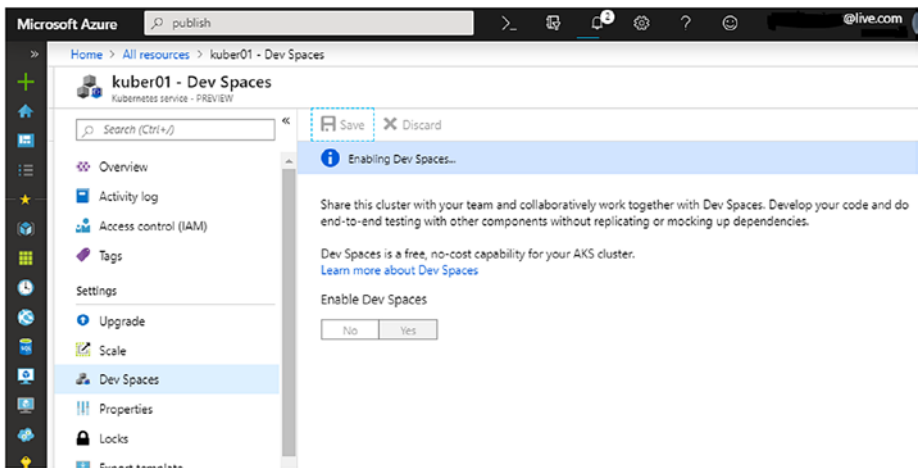 Microsoft Azure
publish
2
@live.com
Home > All resources > kuber01 - Dev Spaces
kuber01 - Dev Spaces
Kubernetes service - PREVIEW
Search (Ctrl+/)
Save
Discard
Enabling Dev Spaces...
Overview
Activity log
Access control (IAM)
Tags
Settings
Upgrade
Scale
Dev Spaces
Properties
Locks
Export template
Share this cluster with your team and collaboratively work together with Dev Spaces. Develop your code and do
end-to-end testing with other components without replicating or mocking up dependencies.
Dev Spaces is a free, no-cost capability for your AKS cluster.
Learn more about Dev Spaces
Enable Dev Spaces
No
Yes